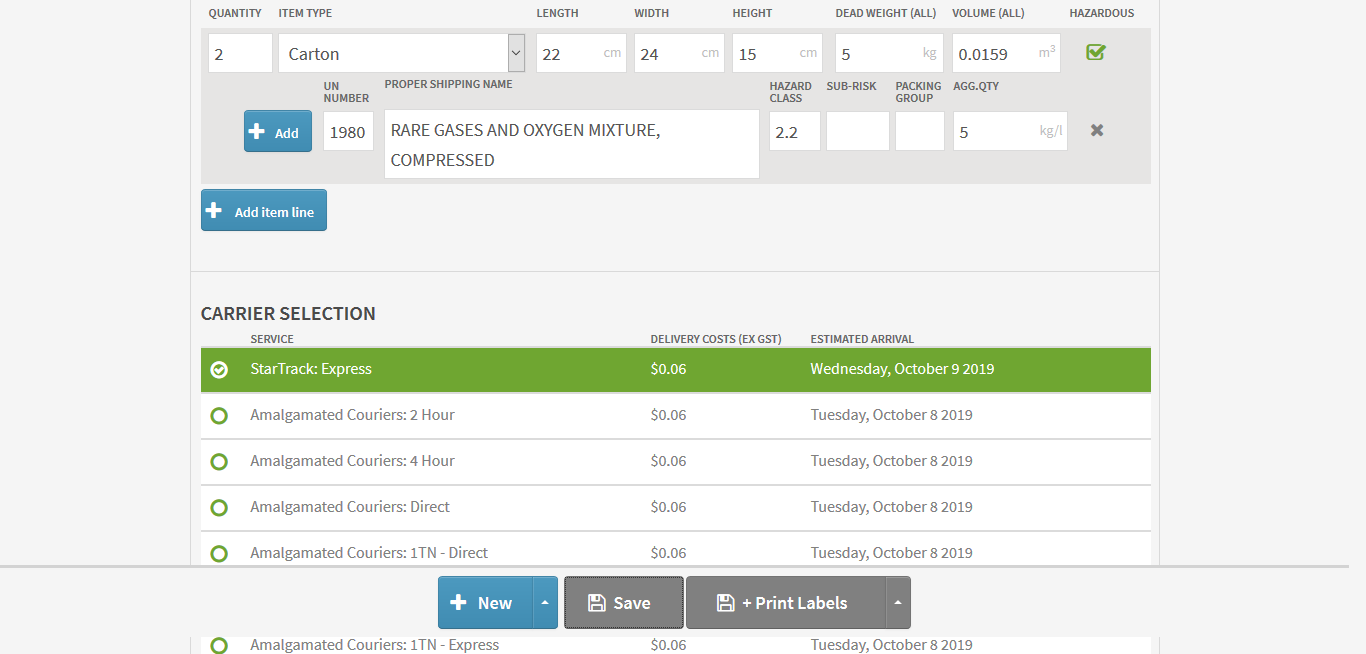 QUANTITY ITEM TYPE LENGTH WIDTH HEIGHT DEAD WEIGHT (ALL) VOLUME (ALL) HAZARDOUS
2 Carton 22 cm 24 cm 15 cm 5 kg 0.0159 m³
UN NUMBER PROPER SHIPPING NAME HAZARD CLASS SUB-RISK PACKING GROUP AGG.QTY
Add 1980 RARE GASES AND OXYGEN MIXTURE, 2.2 5 kg/l
COMPRESSED
Add item line
CARRIER SELECTION
SERVICE DELIVERY COSTS (EX GST) ESTIMATED ARRIVAL
StarTrack: Express $0.06 Wednesday, October 9 2019
Amalgamated Couriers: 2 Hour $0.06 Tuesday, October 8 2019
Amalgamated Couriers: 4 Hour $0.06 Tuesday, October 8 2019
Amalgamated Couriers: Direct $0.06 Tuesday, October 8 2019
Amalgamated Couriers: 1TN - Direct $0.06 Tuesday, October 8 2019
New Save + Print Labels
Amalgamated Couriers: 1TN - Express $0.06 Tuesday, October 8 2019